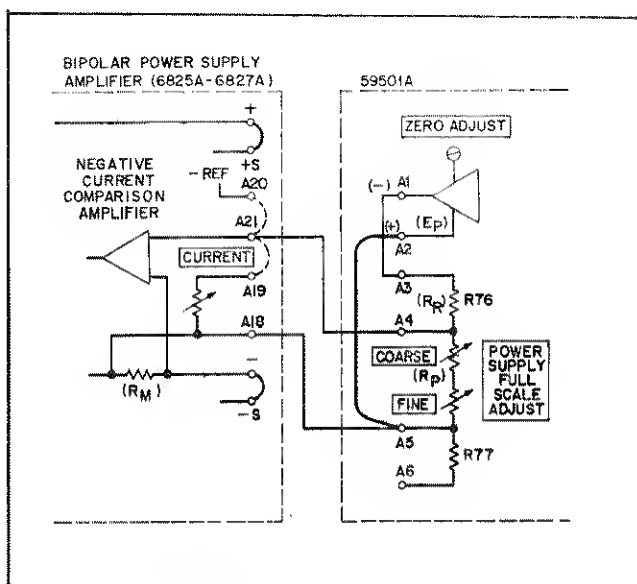 BIPOLAR POWER SUPPLY
AMPLIFIER (6825A-6827A)
59501A
+
+S
ZERO ADJUST
NEGATIVE
CURRENT
COMPARISON
AMPLIFIER
-REF
A20
(-)
A1
A21
(+)
(EP)
A2
CURRENT
A19
A3
(RR)
R76
A18
A4
COARSE
(RP)
FINE
POWER
SUPPLY
FULL
SCALE
ADJUST
(RM)
-
-S
A5
R77
A6